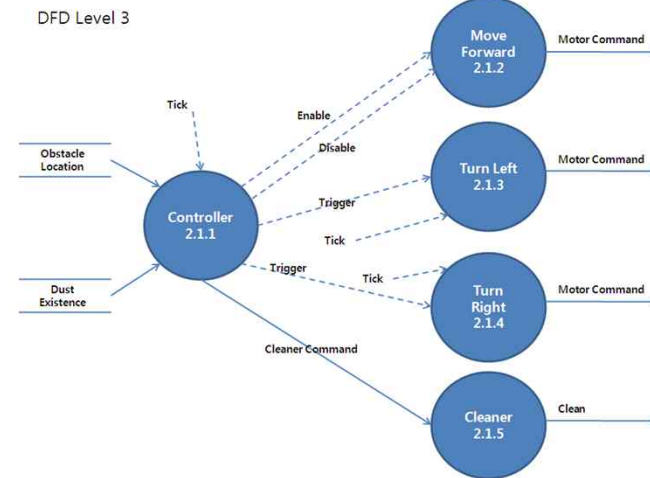 DFD Level 3
Move
Forward
2.1.2
Motor Command
Tick
Enable
Disable
Obstacle
Location
Controller
2.1.1
Trigger
Turn Left
2.1.3
Motor Command
Tick
Trigger
Tick
Turn
Right
2.1.4
Motor Command
Dust
Existence
Cleaner Command
Cleaner
2.1.5
Clean